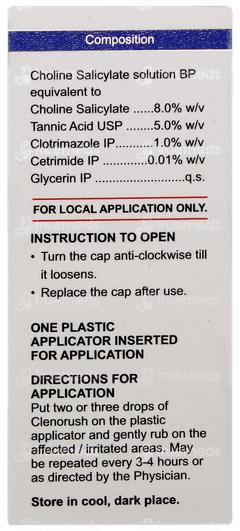 Composition
Choline Salicylate solution BP
equivalent to
Choline Salicylate ......8.0% w/v
Tannic Acid USP ........5.0% w/v
Clotrimazole IP...........1.0% w/v
Cetrimide IP ............0.01% w/v
Glycerin IP ........................q.s.
FOR LOCAL APPLICATION ONLY.
INSTRUCTION TO OPEN
• Turn the cap anti-clockwise till
it loosens.
• Replace the cap after use.
ONE PLASTIC
APPLICATOR INSERTED
FOR APPLICATION
DIRECTIONS FOR
APPLICATION
Put two or three drops of
Clenorush on the plastic
applicator and gently rub on the
affected / irritated areas. May
be repeated every 3-4 hours or
as directed by the Physician.
Store in cool, dark place.